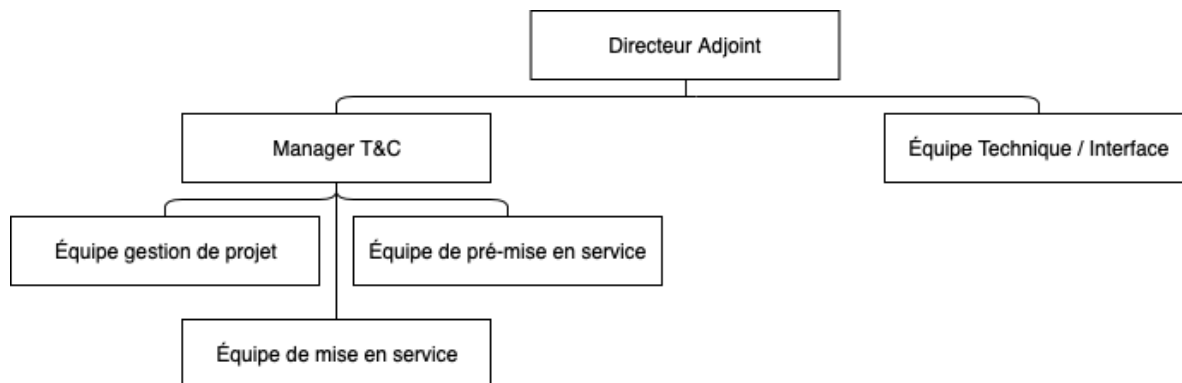 Directeur Adjoint
Manager T&C
Équipe Technique / Interface
Équipe gestion de projet
Équipe de pré-mise en service
Équipe de mise en service